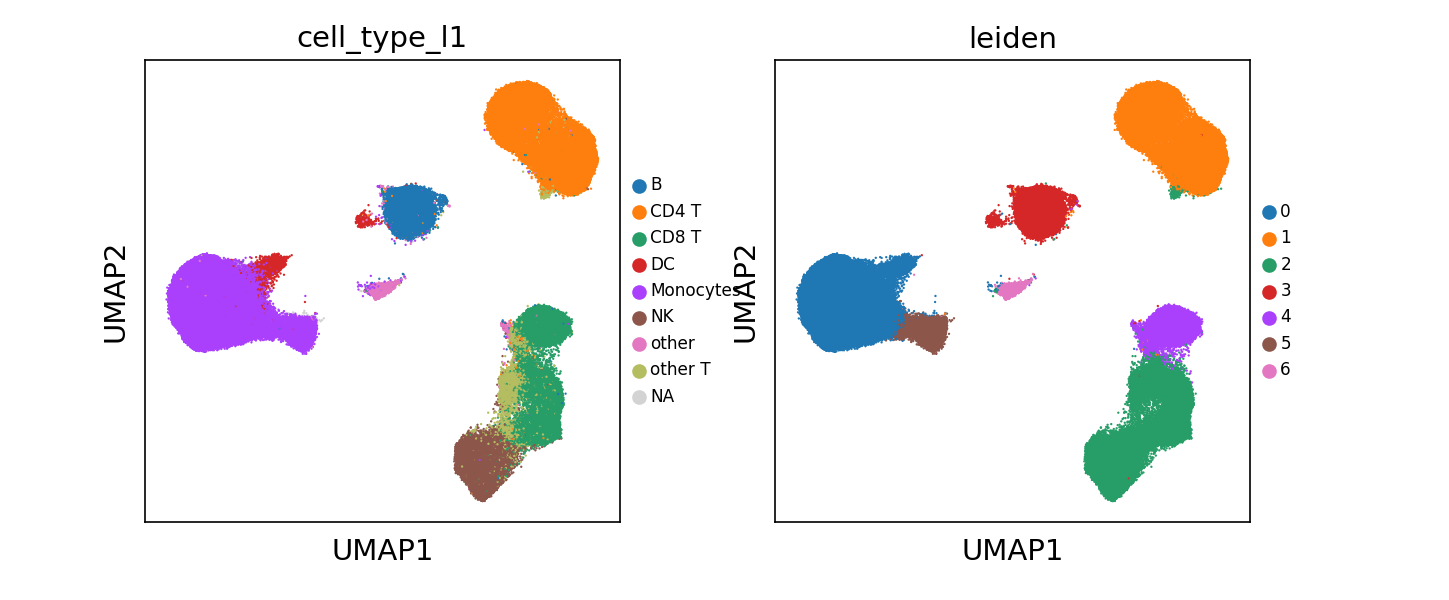 cell_type_l1
UMAP2
UMAP1
B
CD4 T
CD8 T
DC
Monocytes
NK
other
other T
NA
leiden
UMAP2
UMAP1
0
1
2
3
4
5
6